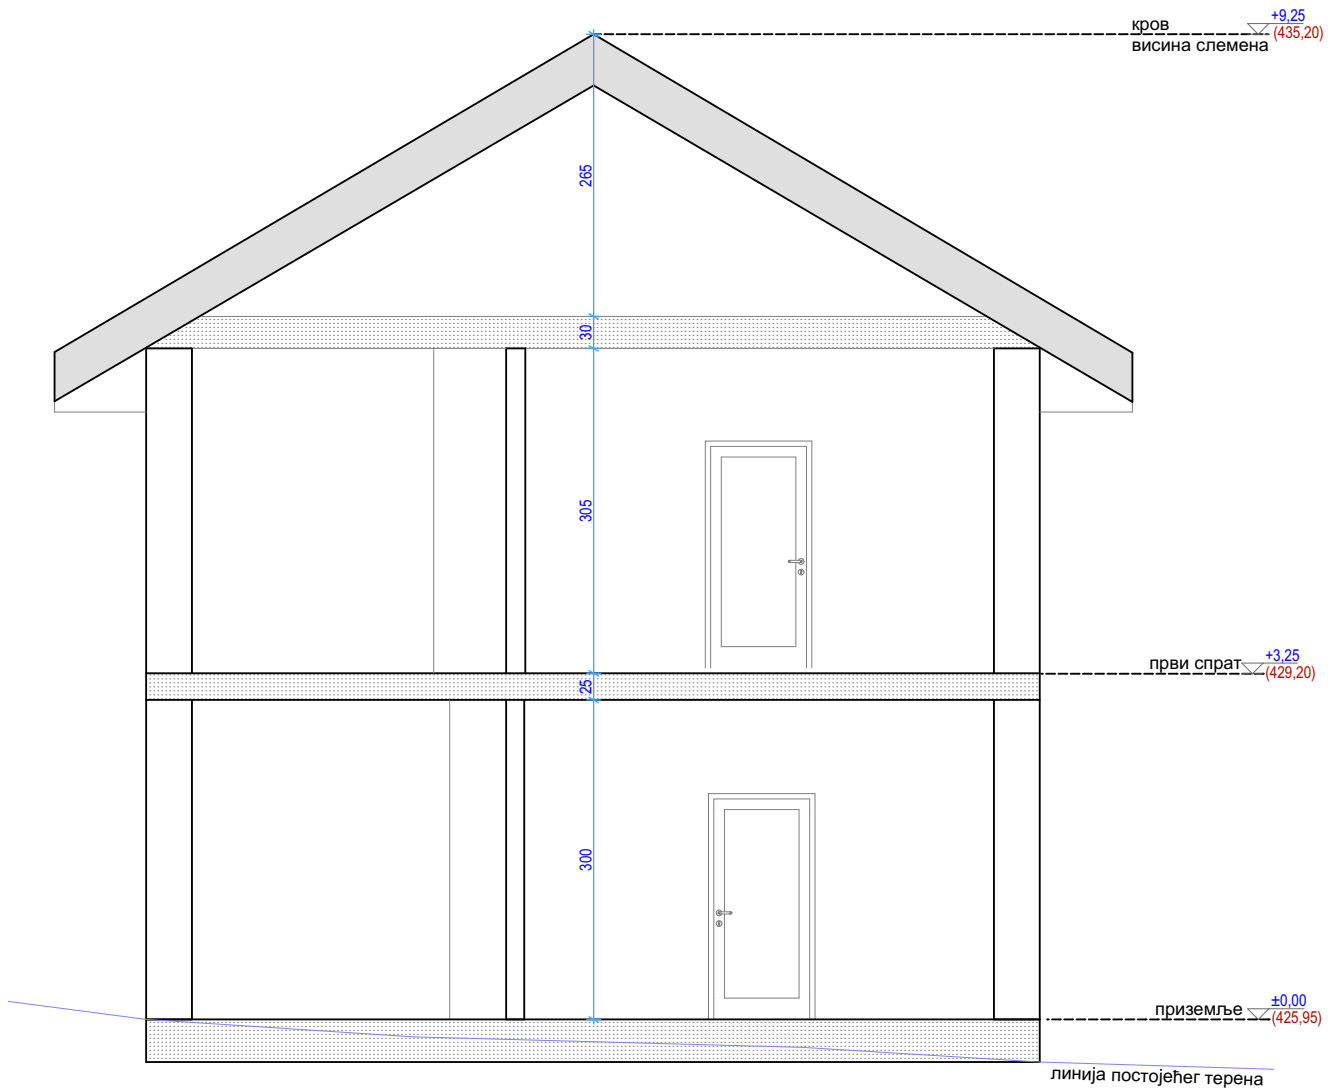 +9,25
кров
(435,20)
висина слемена
265
30
305
први спрат
+3,25
(429,20)
25
300
±0,00
приземље
(425,95)
линија постојећег терена